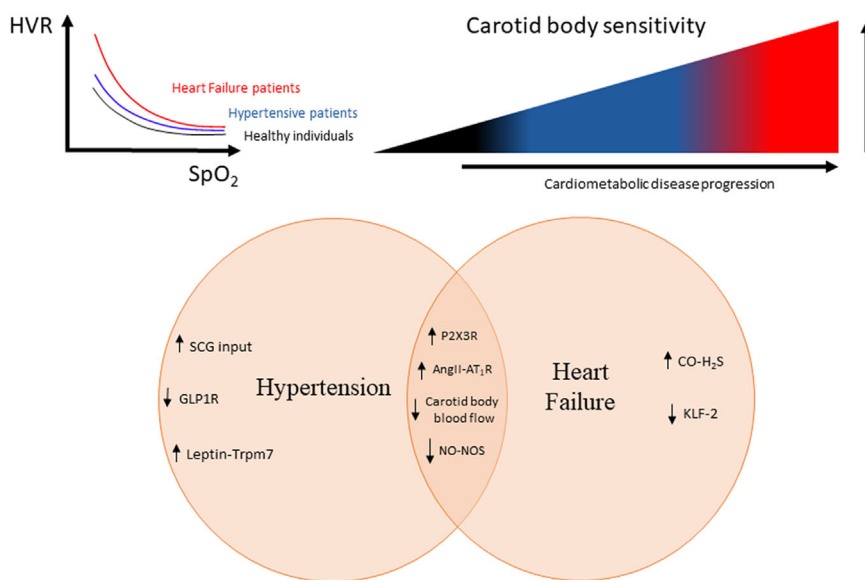 HVR
Carotid body sensitivity
Heart Failure patients
Hypertensive patients
Healthy individuals
SpO₂
Cardiometabolic disease progression
↑ SCG input
↓ GLP1R
↑ Leptin-Trpm7
Hypertension
↑ P2X3R
↑ AngII-AT₁R
↓ Carotid body
blood flow
↓ NO-NOS
Heart
Failure
↑ CO-H₂S
↓ KLF-2